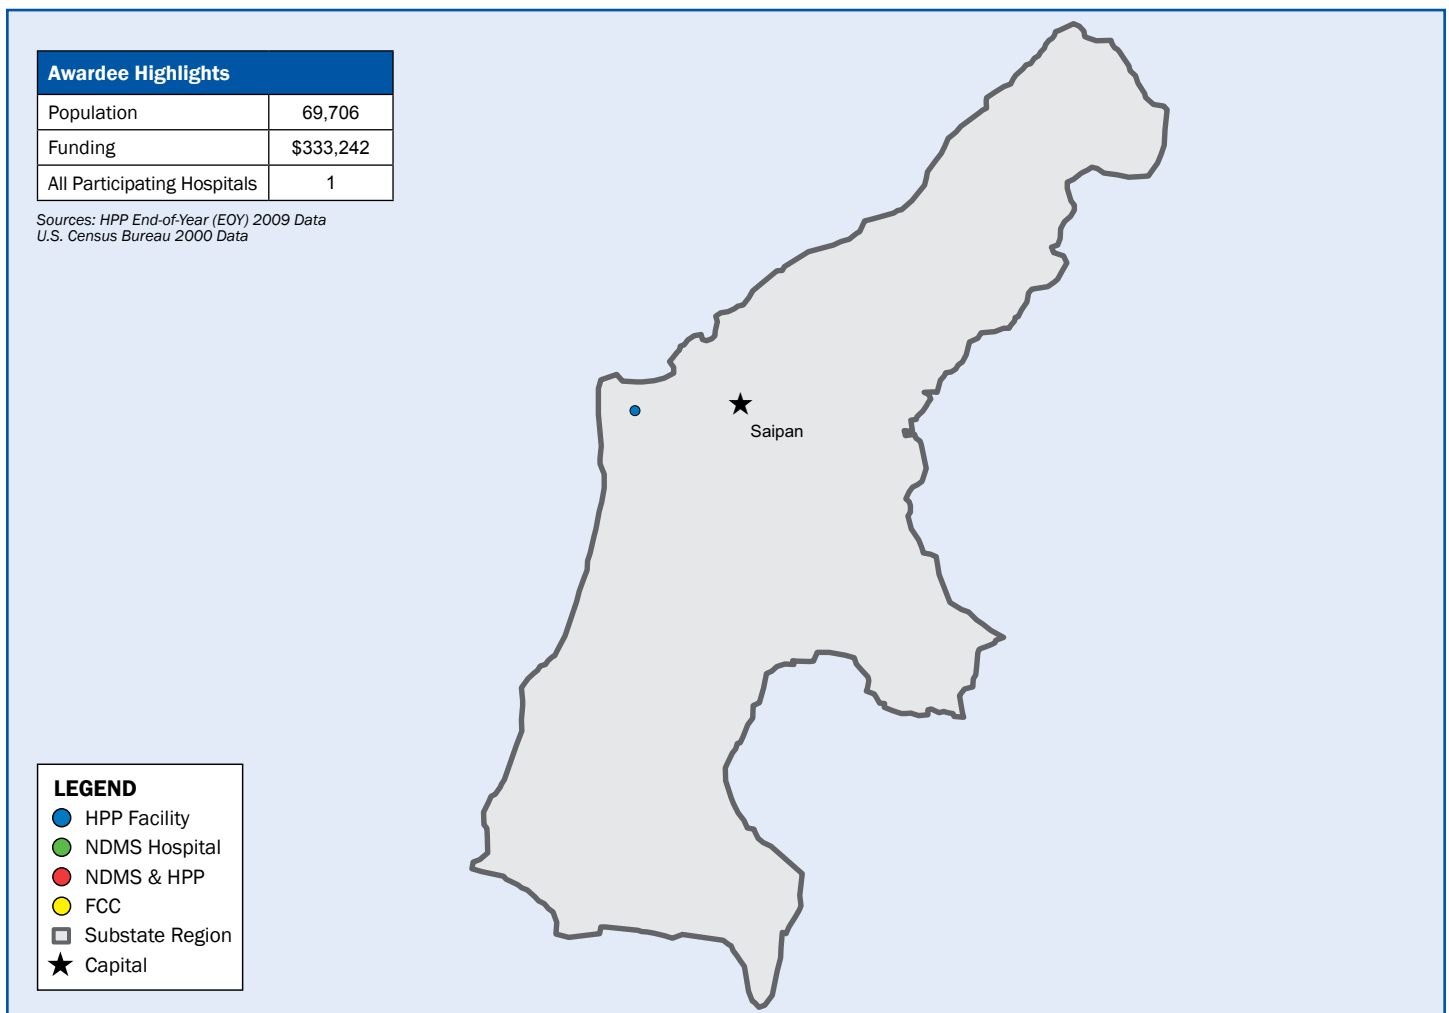 Awardee Highlights
Population 69,706
Funding $333,242
All Participating Hospitals 1
Sources: HPP End-of-Year (EOY) 2009 Data
U.S. Census Bureau 2000 Data
Saipan
LEGEND
HPP Facility
NDMS Hospital
NDMS & HPP
FCC
Substate Region
Capital